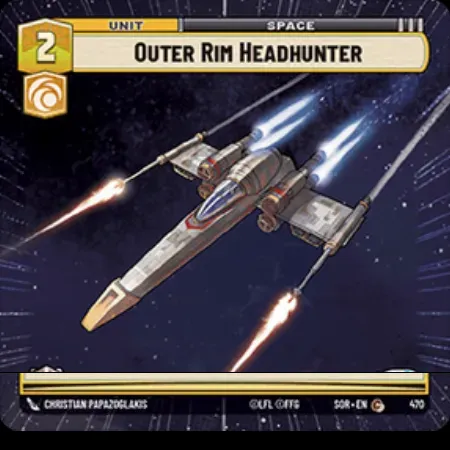 UNIT
SPACE
2
OUTER RIM HEADHUNTER
CHRISTIAN PAPAZOGLAKIS
©LFL ©FFG
SOR • EN C
470